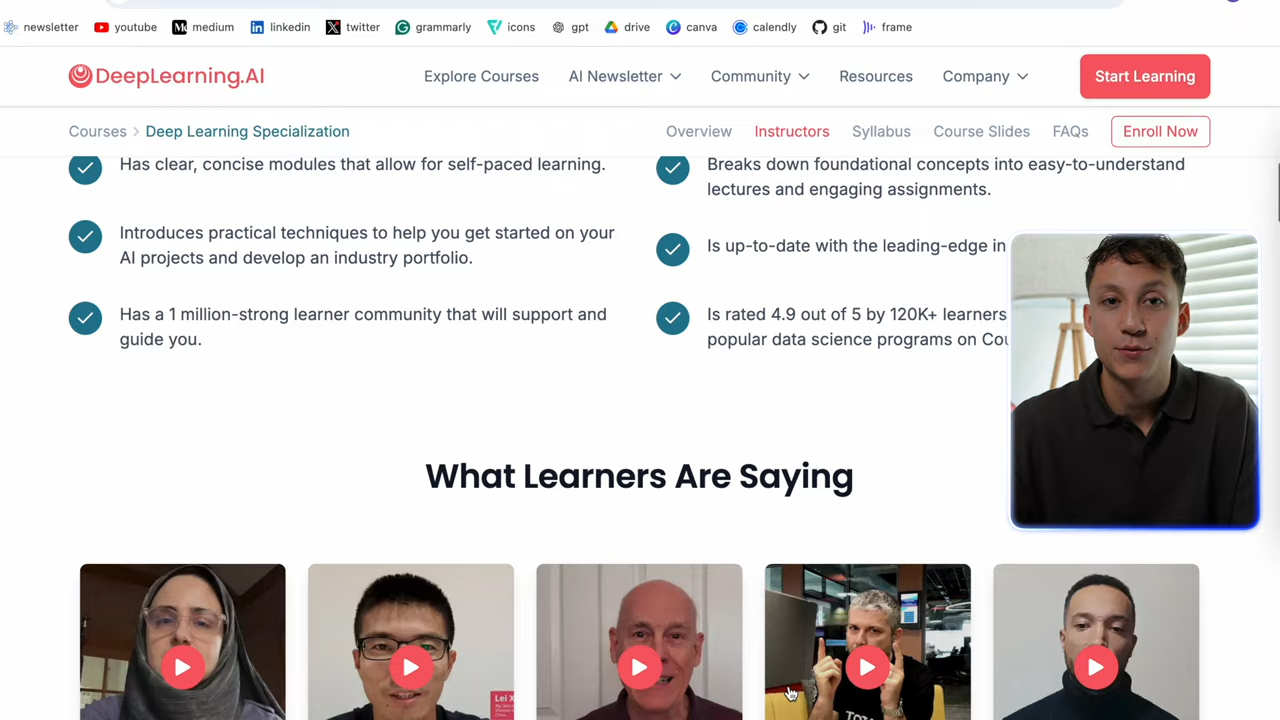 newsletter youtube medium linkedin twitter grammarly icons gpt drive canva calendly git frame
DeepLearning.AI Explore Courses AI Newsletter Community Resources Company Start Learning
Courses > Deep Learning Specialization Overview Instructors Syllabus Course Slides FAQs Enroll Now
Has clear, concise modules that allow for self-paced learning.
Introduces practical techniques to help you get started on your
AI projects and develop an industry portfolio.
Has a 1 million-strong learner community that will support and
guide you.
Breaks down foundational concepts into easy-to-understand
lectures and engaging assignments.
Is up-to-date with the leading-edge in
Is rated 4.9 out of 5 by 120K+ learners
popular data science programs on
What Learners Are Saying
Lei